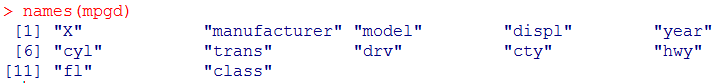 > names(mpgd)
 [1] "X"            "manufacturer" "model"        "displ"        "year"
 [6] "cyl"          "trans"        "drv"          "cty"          "hwy"
[11] "fl"           "class"